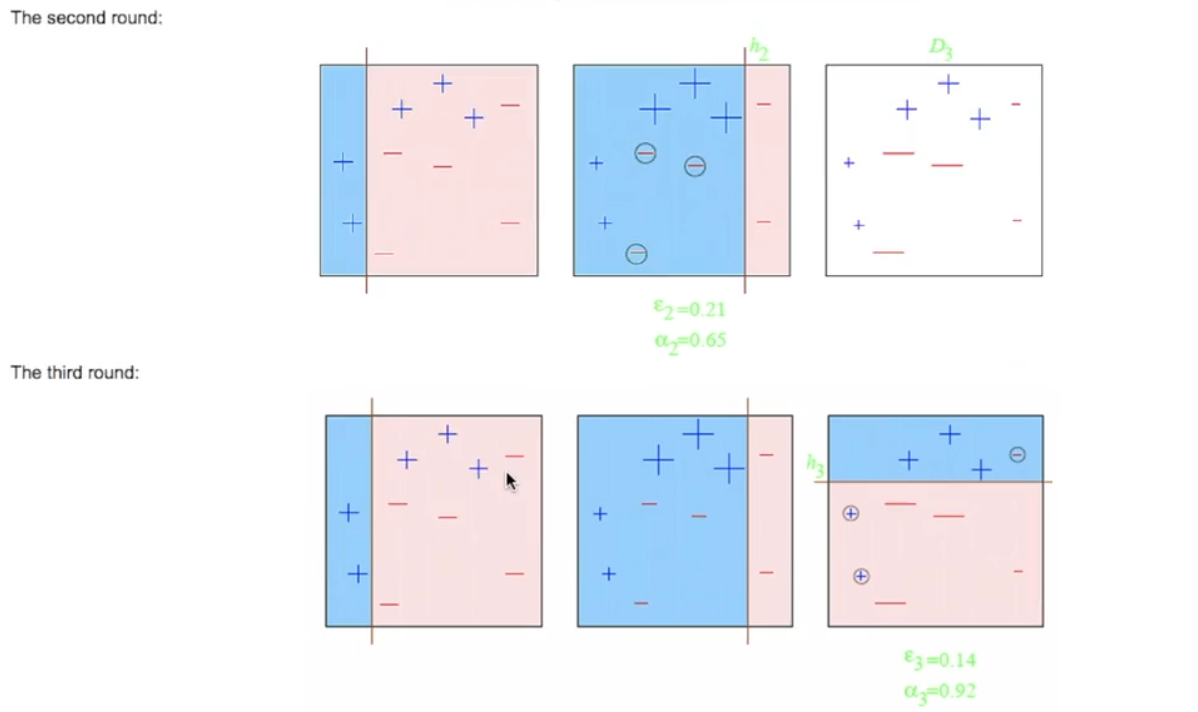 The second round:
h2
D3
ε2=0.21
α2=0.65
The third round:
h3
ε3=0.14
α3=0.92